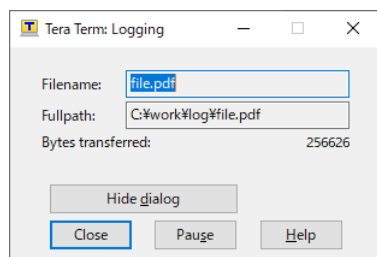 Tera Term: Logging
Filename: file.pdf
Fullpath: C:¥work¥log¥file.pdf
Bytes transferred: 256626
Hide dialog
Close Pause Help